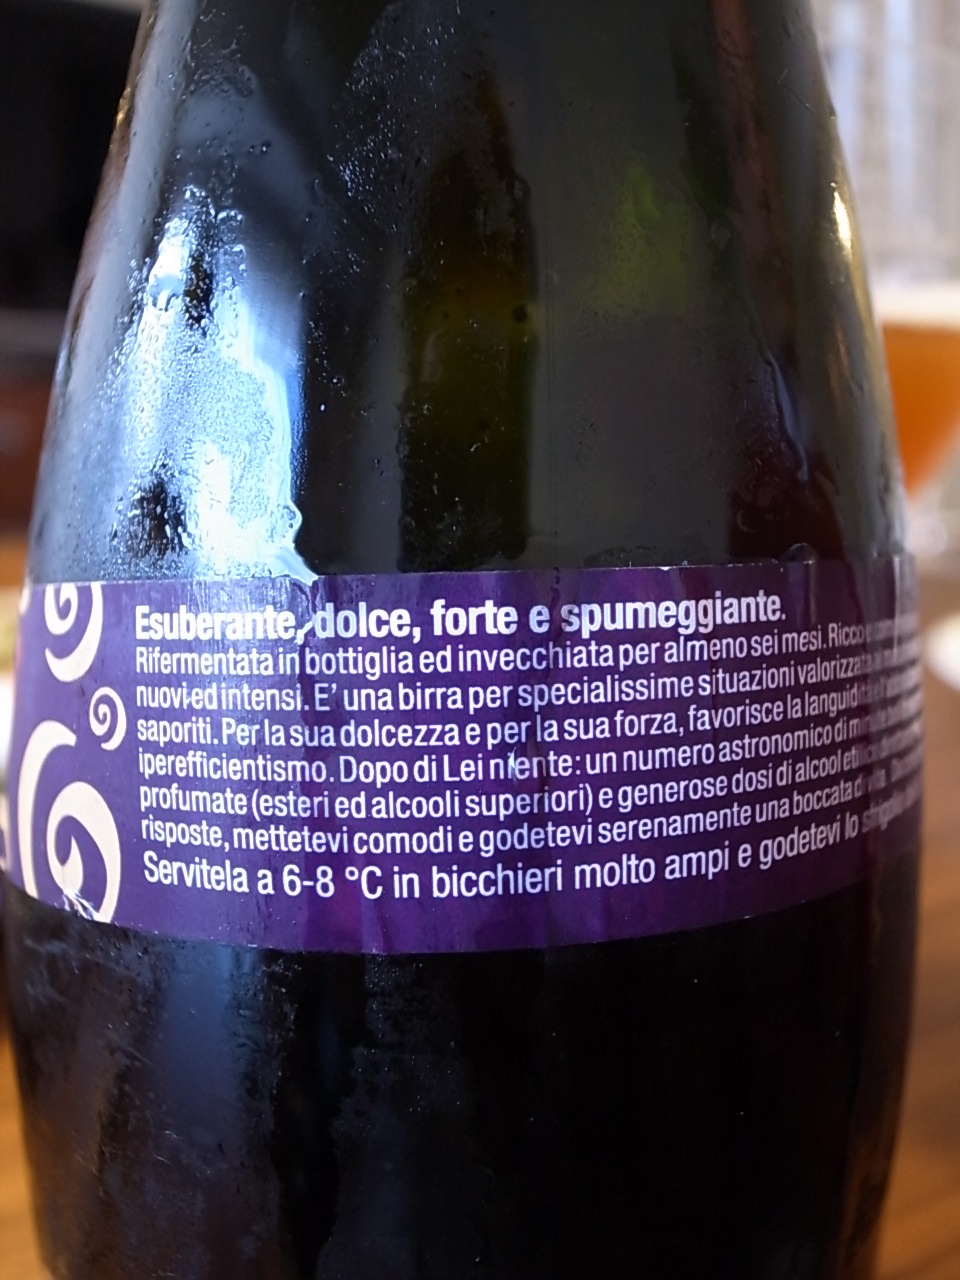 Esuberante, dolce, forte e spumeggiante.
Rifermentata in bottiglia ed invecchiata per almeno sei mesi. Ricco
nuovi ed intensi. E' una birra per specialissime situazioni valorizzata
saporiti. Per la sua dolcezza e per la sua forza, favorisce la
iperefficientismo. Dopo di Lei niente: un numero astronomico di
profumate (esteri ed alcooli superiori) e generose dosi di alcool
risposte, mettetevi comodi e godetevi serenamente una boccata
Servitela a 6-8 °C in bicchieri molto ampi e godetevi lo